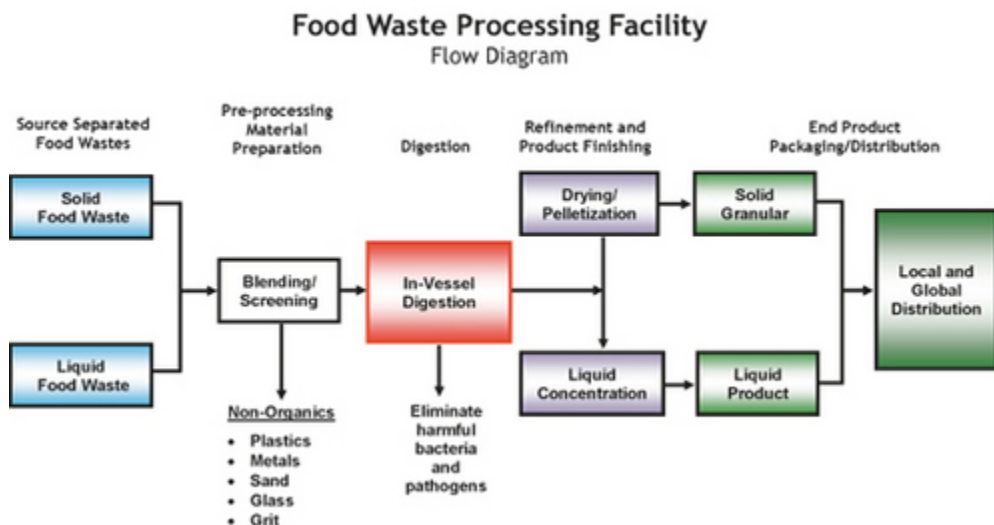 Food Waste Processing Facility
Flow Diagram
Source Separated
Food Wastes
Pre-processing
Material
Preparation
Digestion
Refinement and
Product Finishing
End Product
Packaging/Distribution
Solid
Food Waste
Liquid
Food Waste
Blending/
Screening
Non-Organics
• Plastics
• Metals
• Sand
• Glass
• Grit
In-Vessel
Digestion
Eliminate
harmful
bacteria
and
pathogens
Drying/
Pelletization
Solid
Granular
Liquid
Concentration
Liquid
Product
Local and
Global
Distribution